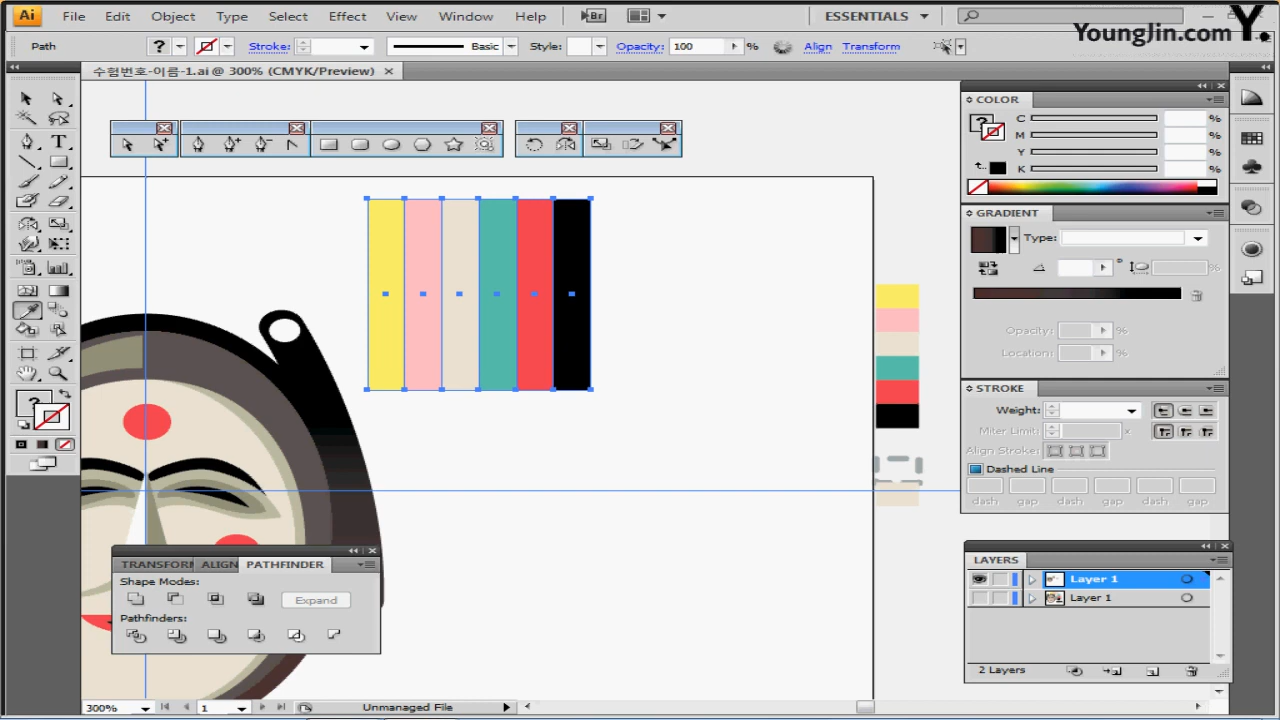 Ai File Edit Object Type Select Effect View Window Help Br ESSENTIALS
YoungJin.com Y.
Path ? Stroke: Basic Style: Opacity: 100 % Align Transform
수험번호-이름-1.ai @ 300% (CMYK/Preview)
COLOR
?
C %
M %
Y %
K %
GRADIENT
Type:
°
%
Opacity: %
Location: %
STROKE
Weight:
Miter Limit: x
Align Stroke:
Dashed Line
dash gap dash gap dash gap
T
?
TRANSFORM ALIGN PATHFINDER
Shape Modes:
Expand
Pathfinders:
LAYERS
Layer 1
Layer 1
2 Layers
300% 1 Unmanaged File